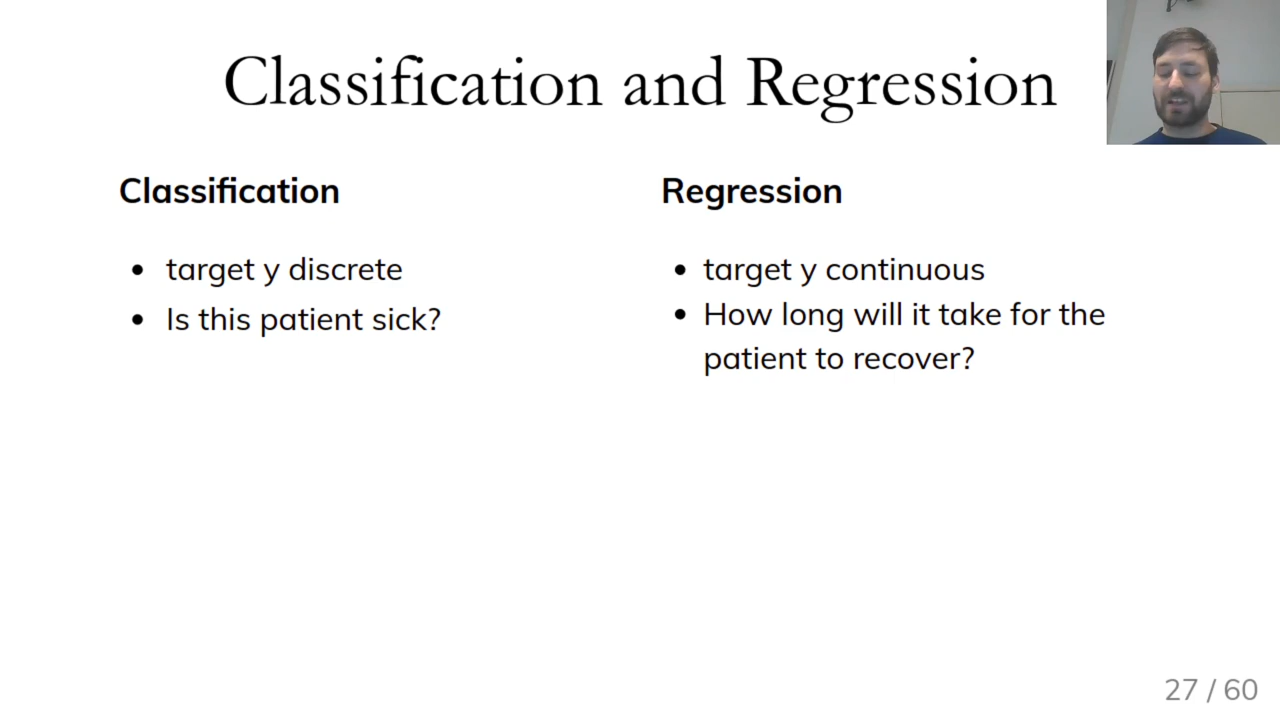 Classification and Regression
Classification
• target y discrete
• Is this patient sick?
Regression
• target y continuous
• How long will it take for the
patient to recover?
27 / 60